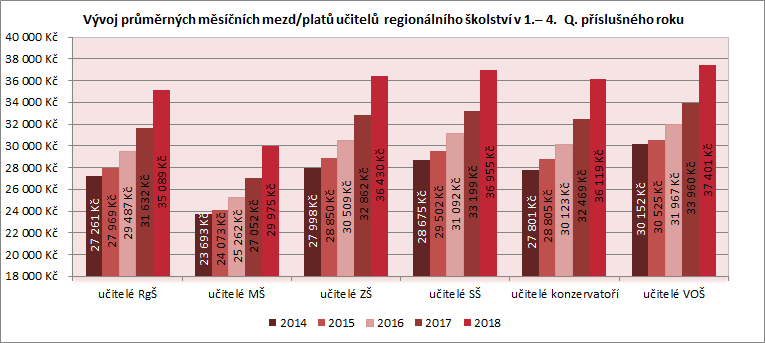 Vývoj průměrných měsíčních mezd/platů učitelů regionálního školství v 1.– 4. Q. příslušného roku
40 000 Kč
38 000 Kč
36 000 Kč
34 000 Kč
32 000 Kč
30 000 Kč
28 000 Kč
26 000 Kč
24 000 Kč
22 000 Kč
20 000 Kč
18 000 Kč
27 261 Kč
27 969 Kč
29 487 Kč
31 632 Kč
35 089 Kč
23 693 Kč
24 073 Kč
25 262 Kč
27 052 Kč
29 975 Kč
27 998 Kč
28 850 Kč
30 509 Kč
32 862 Kč
36 430 Kč
28 675 Kč
29 502 Kč
31 092 Kč
33 199 Kč
36 955 Kč
27 801 Kč
28 805 Kč
30 123 Kč
32 469 Kč
36 119 Kč
30 152 Kč
30 525 Kč
31 967 Kč
33 960 Kč
37 401 Kč
učitelé RgŠ
učitelé MŠ
učitelé ZŠ
učitelé SŠ
učitelé konzervatoří
učitelé VOŠ
2014
2015
2016
2017
2018